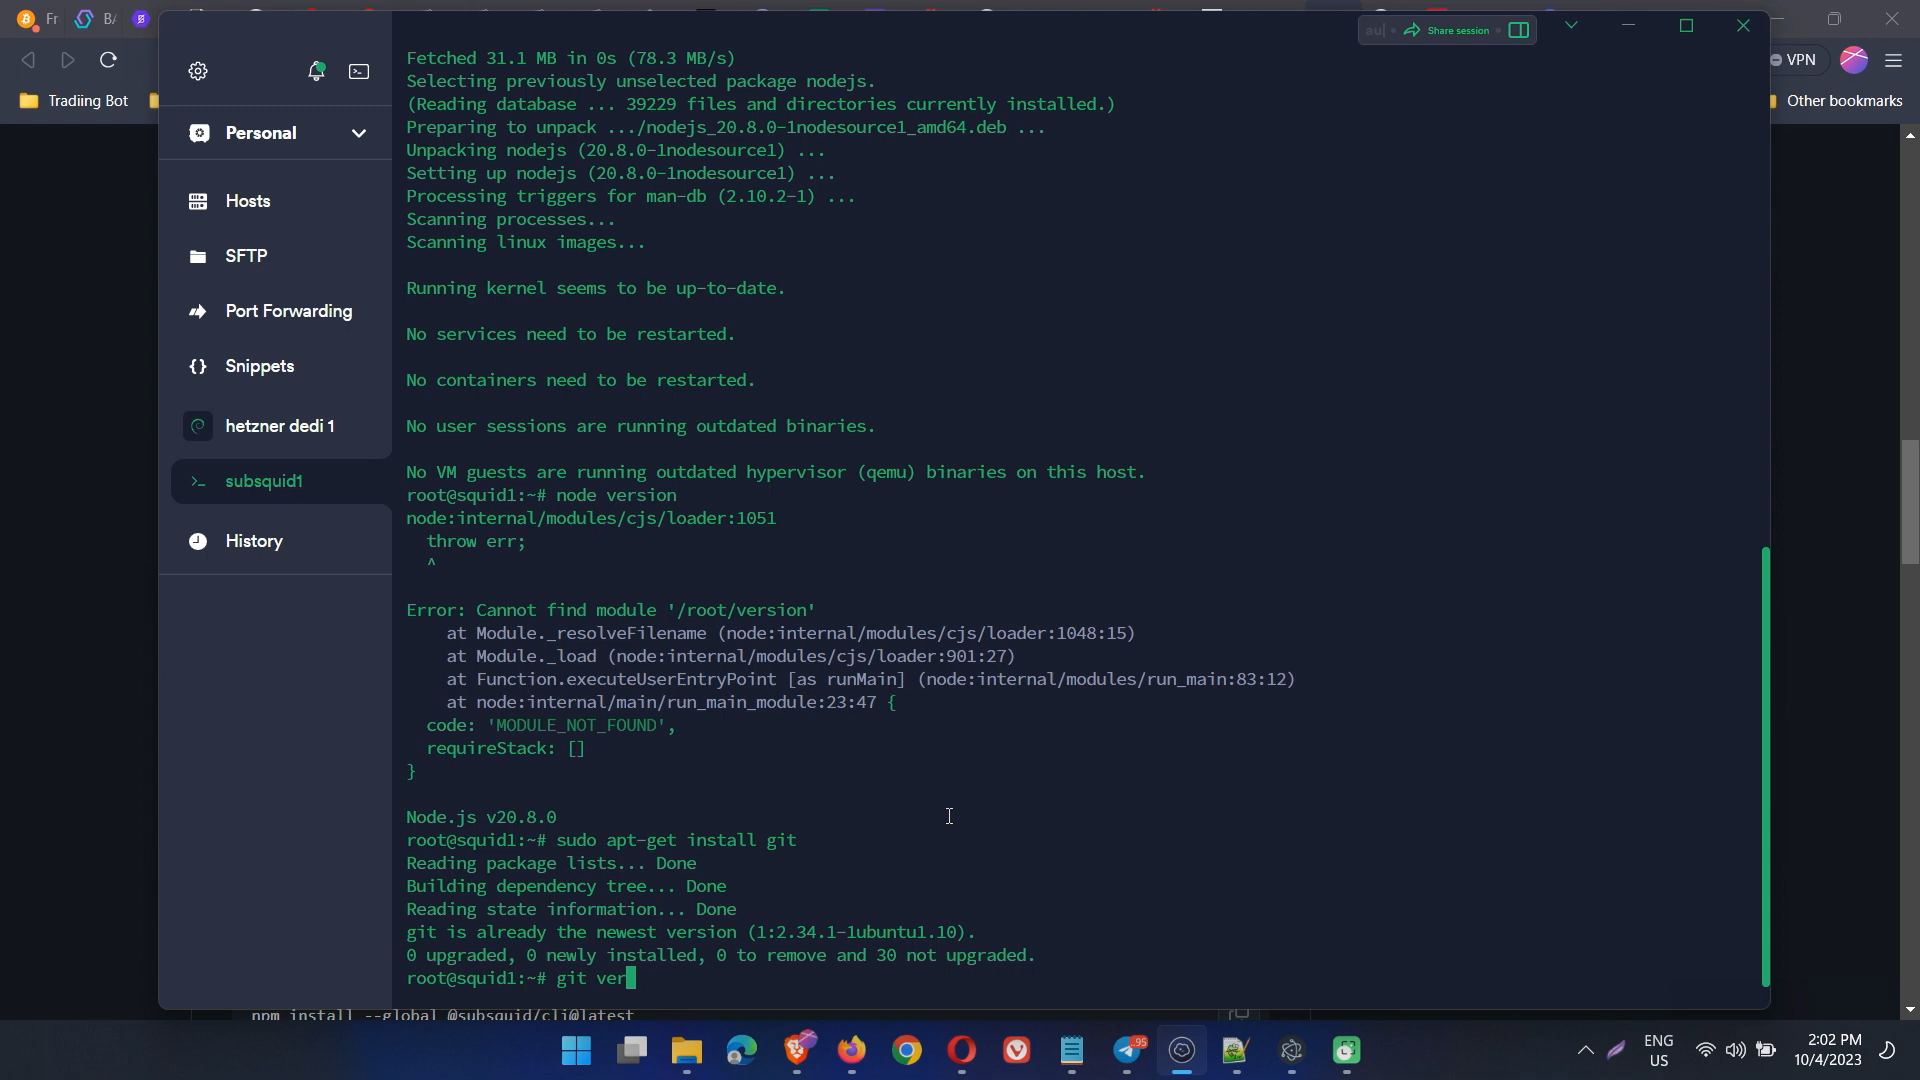 Fr
BA
au|
Share session
VPN
Tradiing Bot
Other bookmarks
Personal
Hosts
SFTP
Port Forwarding
{} Snippets
hetzner dedi 1
>_ subsquid1
History
Fetched 31.1 MB in 0s (78.3 MB/s)
Selecting previously unselected package nodejs.
(Reading database ... 39229 files and directories currently installed.)
Preparing to unpack .../nodejs_20.8.0-1nodesource1_amd64.deb ...
Unpacking nodejs (20.8.0-1nodesource1) ...
Setting up nodejs (20.8.0-1nodesource1) ...
Processing triggers for man-db (2.10.2-1) ...
Scanning processes...
Scanning linux images...
Running kernel seems to be up-to-date.
No services need to be restarted.
No containers need to be restarted.
No user sessions are running outdated binaries.
No VM guests are running outdated hypervisor (qemu) binaries on this host.
root@squid1:~# node version
node:internal/modules/cjs/loader:1051
throw err;
^
Error: Cannot find module '/root/version'
at Module._resolveFilename (node:internal/modules/cjs/loader:1048:15)
at Module._load (node:internal/modules/cjs/loader:901:27)
at Function.executeUserEntryPoint [as runMain] (node:internal/modules/run_main:83:12)
at node:internal/main/run_main_module:23:47 {
code: 'MODULE_NOT_FOUND',
requireStack: []
}
Node.js v20.8.0
root@squid1:~# sudo apt-get install git
Reading package lists... Done
Building dependency tree... Done
Reading state information... Done
git is already the newest version (1:2.34.1-1ubuntu1.10).
0 upgraded, 0 newly installed, 0 to remove and 30 not upgraded.
root@squid1:~# git ver
npm install --global @subsquid/cli@latest
95
ENG
US
2:02 PM
10/4/2023